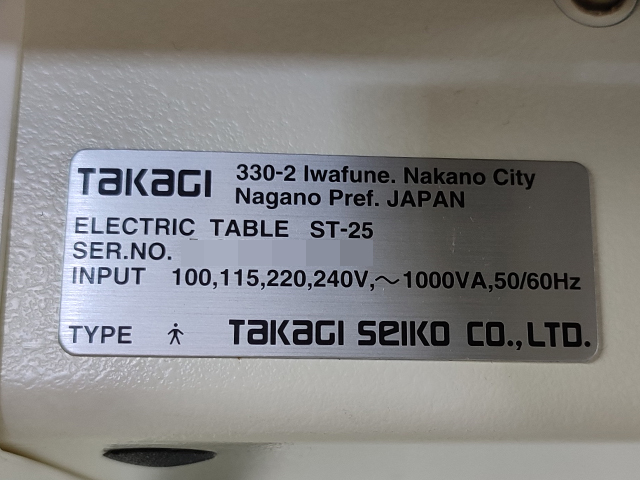 TAKAGI
330-2 Iwafune. Nakano City
Nagano Pref. JAPAN
ELECTRIC TABLE ST-25
SER.NO.
INPUT 100,115,220,240V,~1000VA,50/60Hz
TYPE TAKAGI SEIKO CO.,LTD.